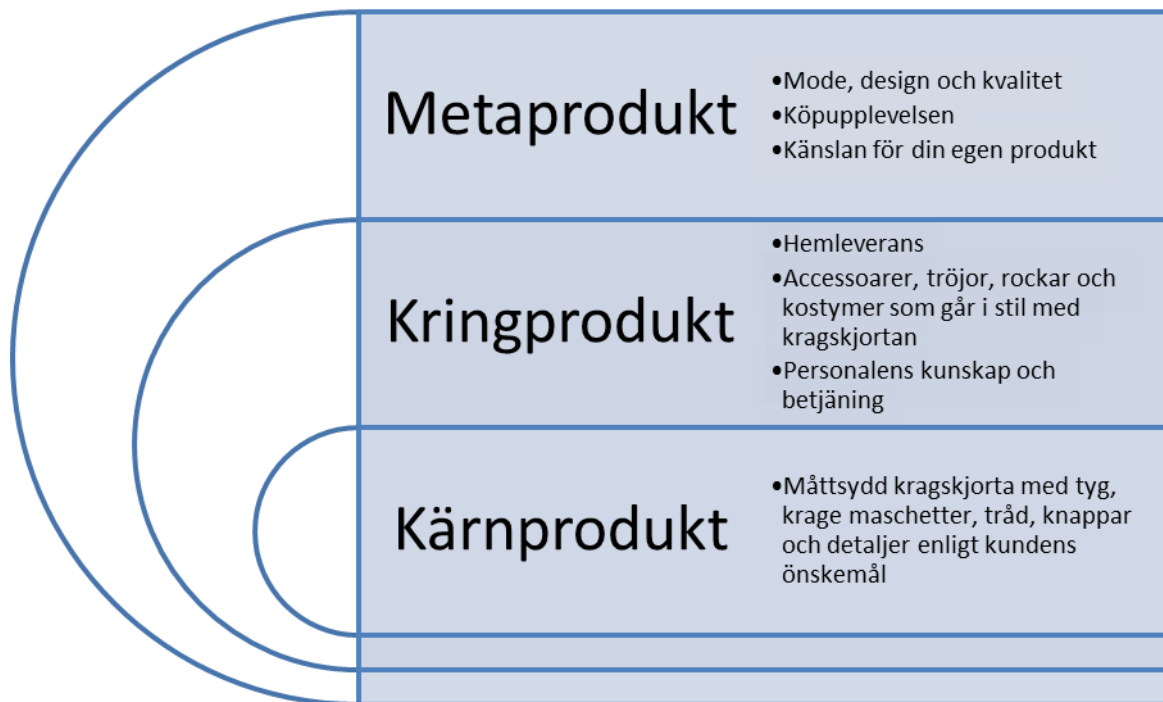 Metaprodukt
•Mode, design och kvalitet
•Köpupplevelsen
•Känslan för din egen produkt
Kringprodukt
•Hemleverans
•Accessoarer, tröjor, rockar och
kostymer som går i stil med
kragskjortan
•Personalens kunskap och
betjäning
Kärnprodukt
•Måttsydd kragskjorta med tyg,
krage maschetter, tråd, knappar
och detaljer enligt kundens
önskemål